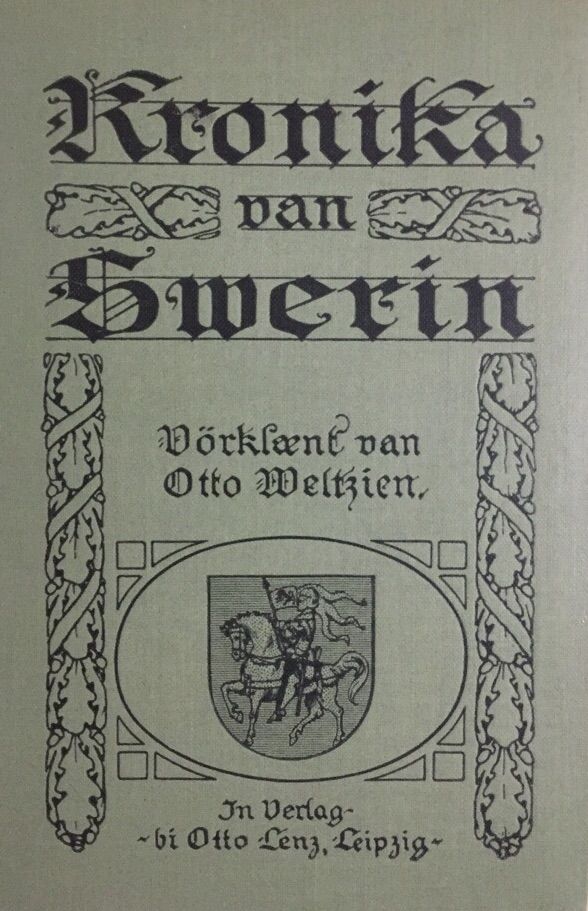 Kronika
van
Swerin
Vörklænt van
Otto Weltzien.
In Verlag-
-bi Otto Lenz, Leipzig-